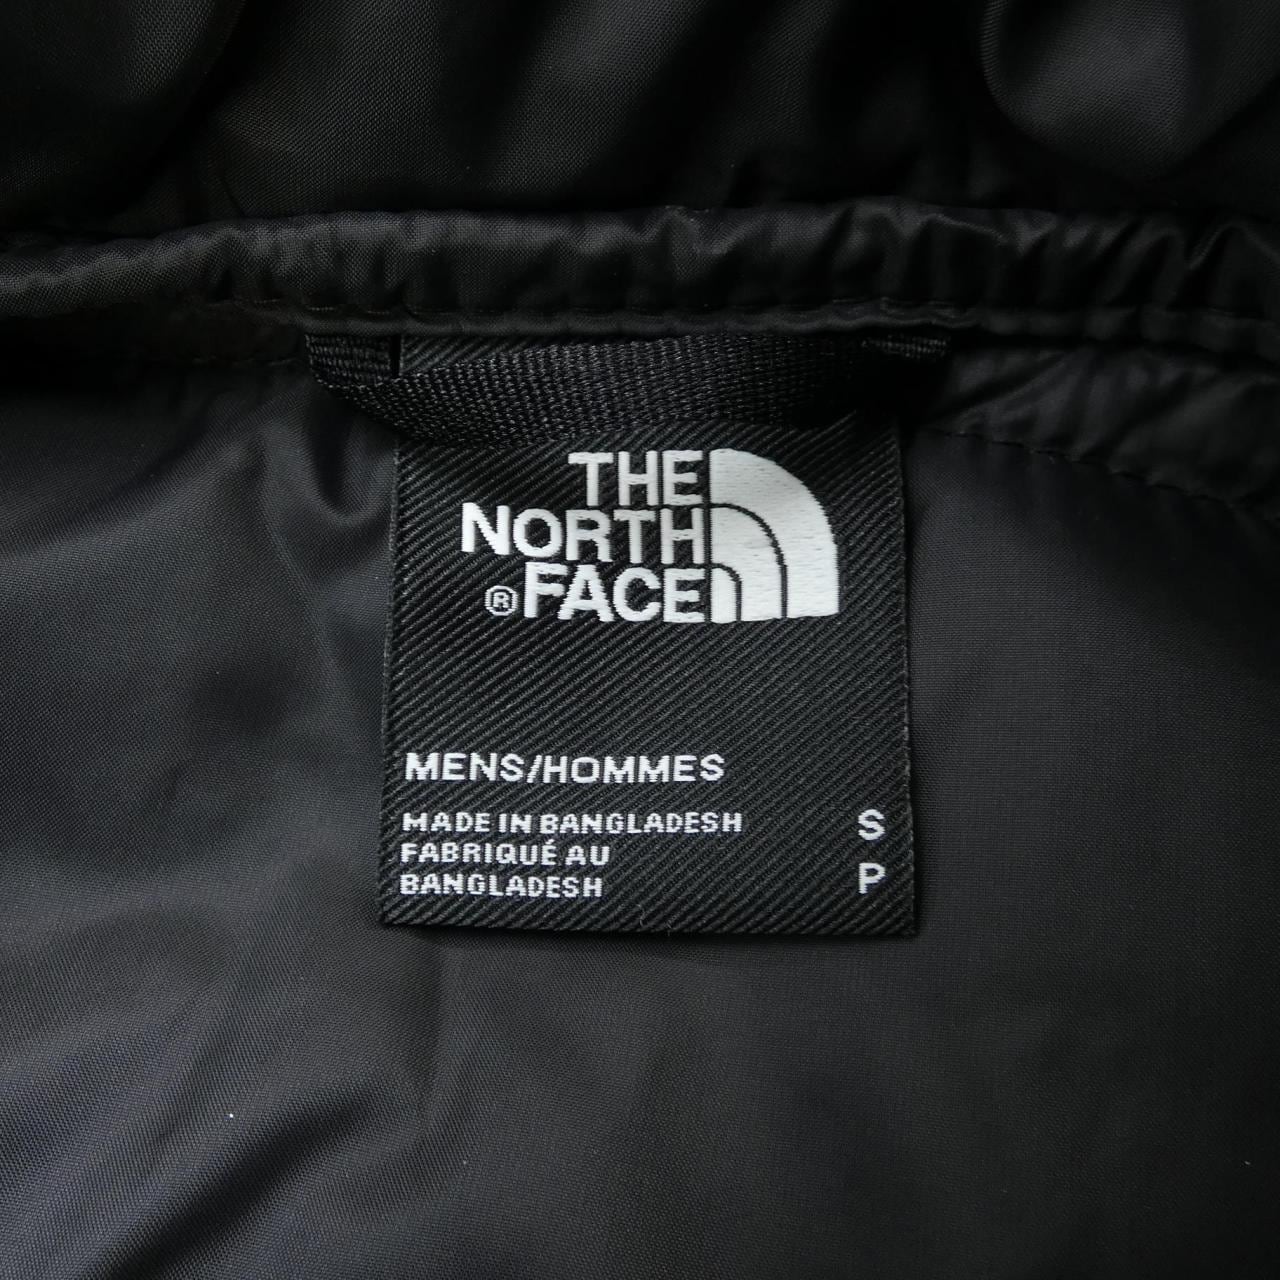 THE
NORTH
®FACE
MENS/HOMMES
MADE IN BANGLADESH S
FABRIQUÉ AU
BANGLADESH P